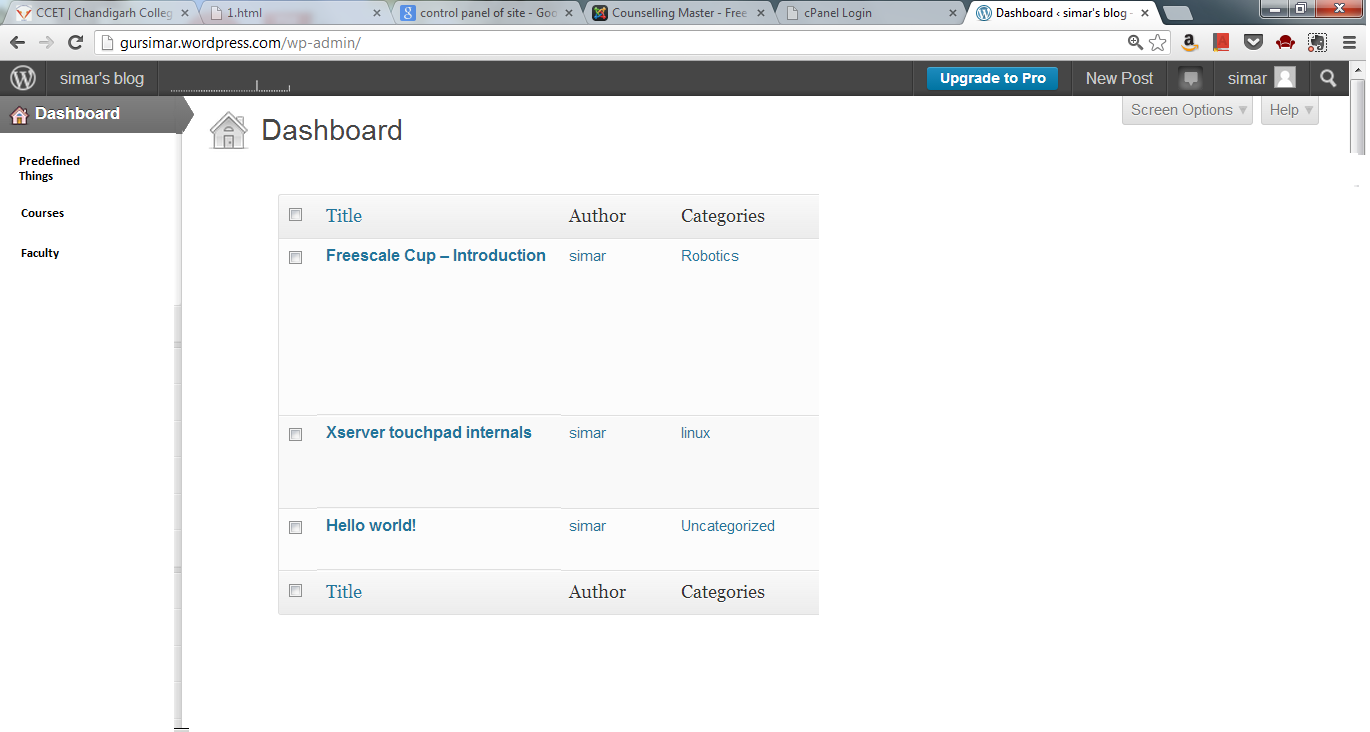 CCET | Chandigarh Colleg
1.html
control panel of site - Goo
Counselling Master - Free
cPanel Login
Dashboard ‹ simar's blog -
gursimar.wordpress.com/wp-admin/
simar's blog
Upgrade to Pro
New Post
simar
Dashboard
Screen Options
Help
Dashboard
Predefined
Things
Courses
Faculty
Title Author Categories
Freescale Cup – Introduction simar Robotics
Xserver touchpad internals simar linux
Hello world! simar Uncategorized
Title Author Categories